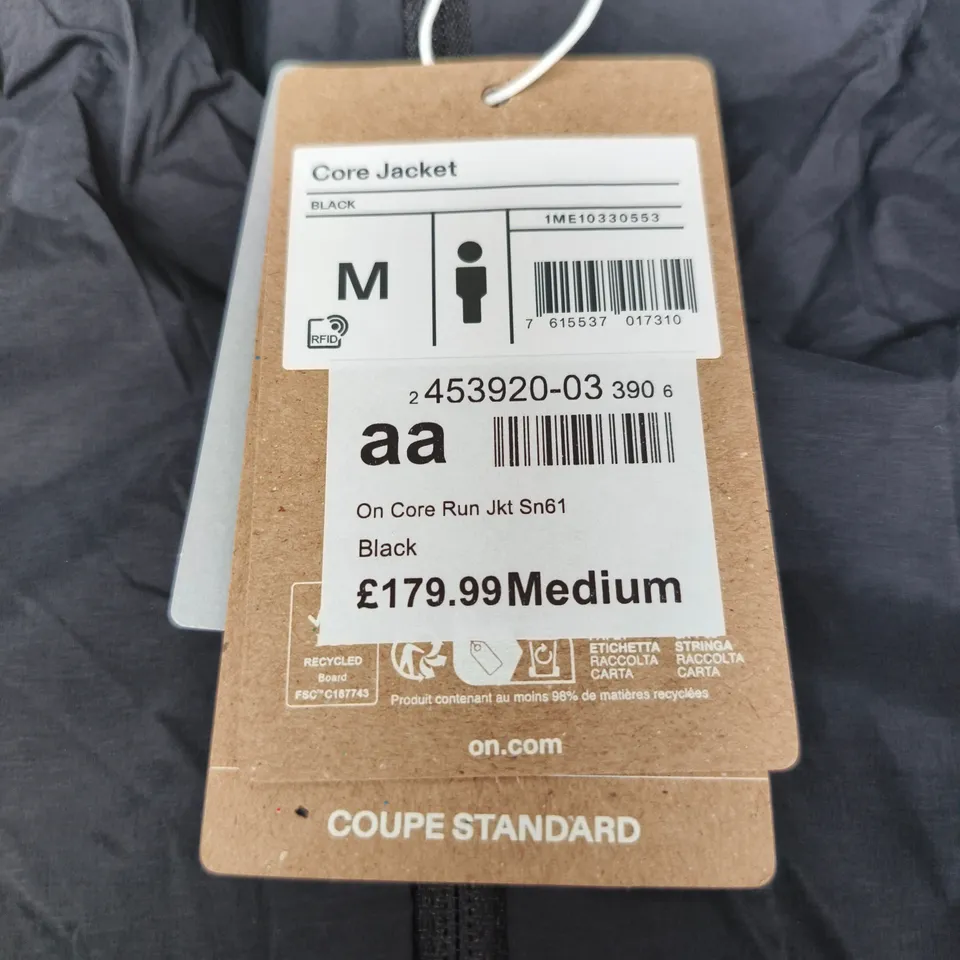 Core Jacket
BLACK
1ME10330553
M
RFID
7 615537 017310
2 453920-03 390 6
aa
On Core Run Jkt Sn61
Black
£179.99 Medium
RECYCLED
Board
FSC™ C187743
ETICHETTA
RACCOLTA
CARTA
STRINGA
RACCOLTA
CARTA
Produit contenant au moins 98% de matières recyclées
on.com
COUPE STANDARD